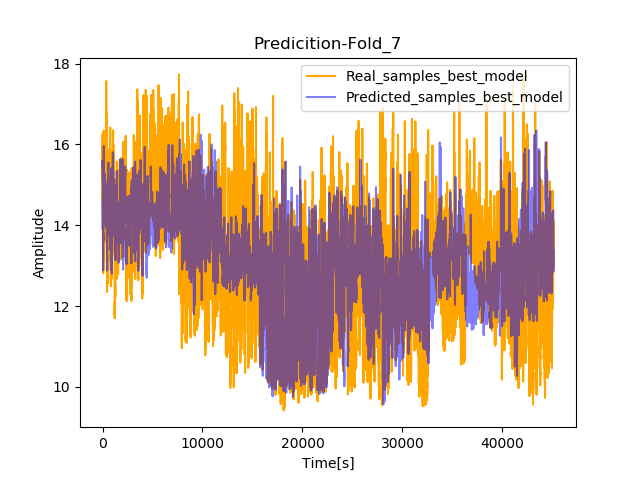 Predicition-Fold_7
Real_samples_best_model
Predicted_samples_best_model
18
16
14
12
10
Amplitude
0
10000
20000
30000
40000
Time[s]